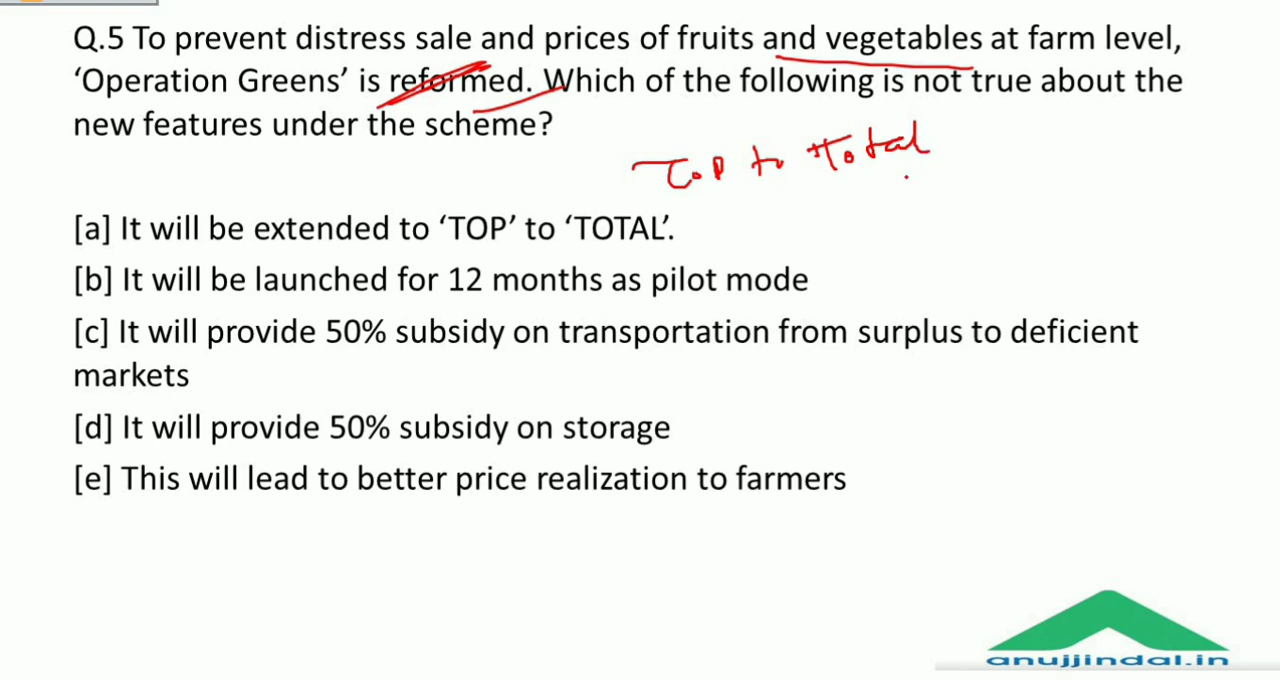 Q.5 To prevent distress sale and prices of fruits and vegetables at farm level,
‘Operation Greens’ is reformed. Which of the following is not true about the
new features under the scheme?
TOP to Total
[a] It will be extended to ‘TOP’ to ‘TOTAL’.
[b] It will be launched for 12 months as pilot mode
[c] It will provide 50% subsidy on transportation from surplus to deficient
markets
[d] It will provide 50% subsidy on storage
[e] This will lead to better price realization to farmers
anujjindal.in